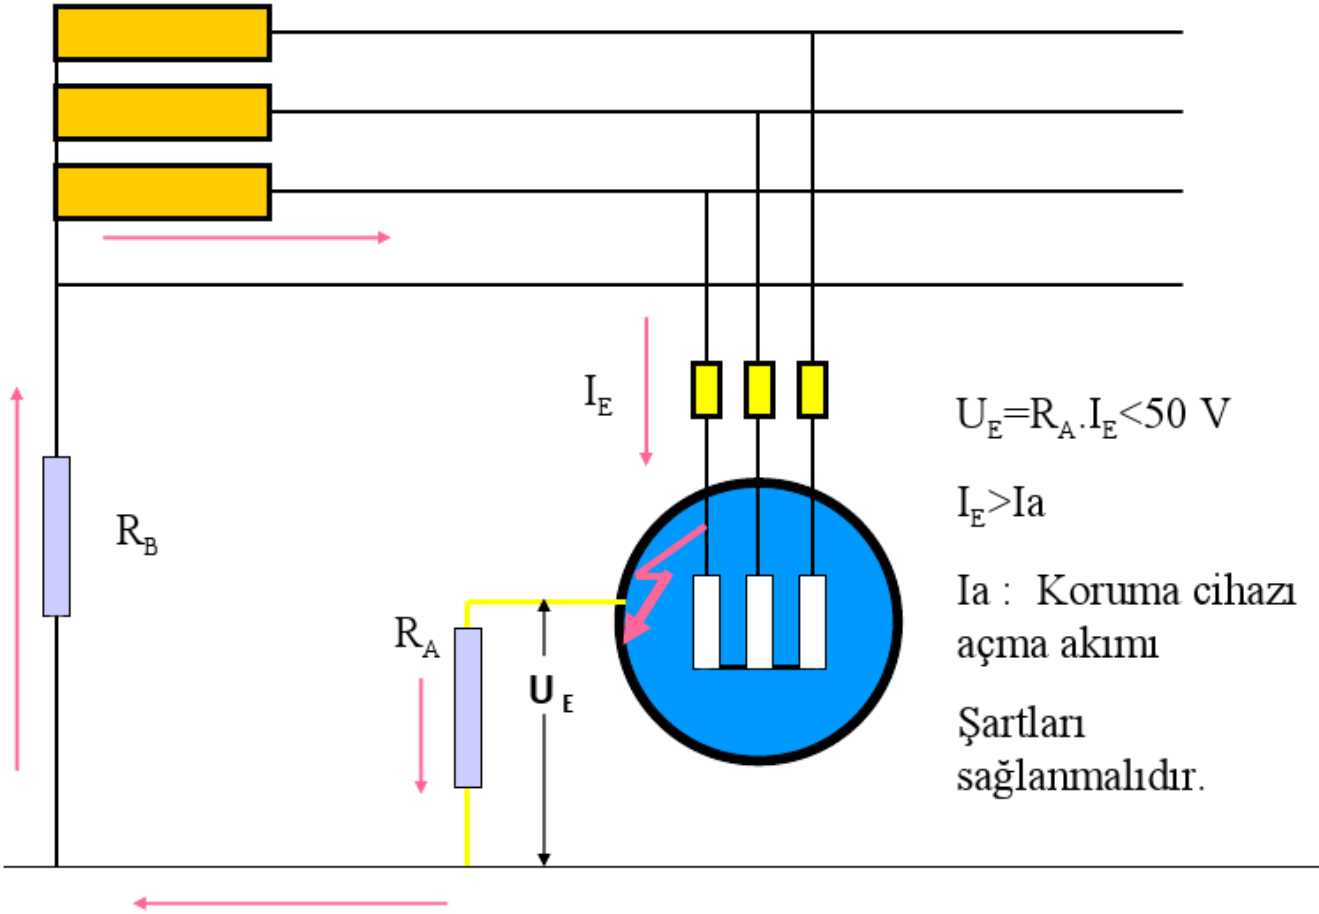 I_E
R_B
R_A
U_E
U_E=R_A.I_E<50 V
I_E>Ia
Ia : Koruma cihazı
açma akımı
Şartları
sağlanmalıdır.